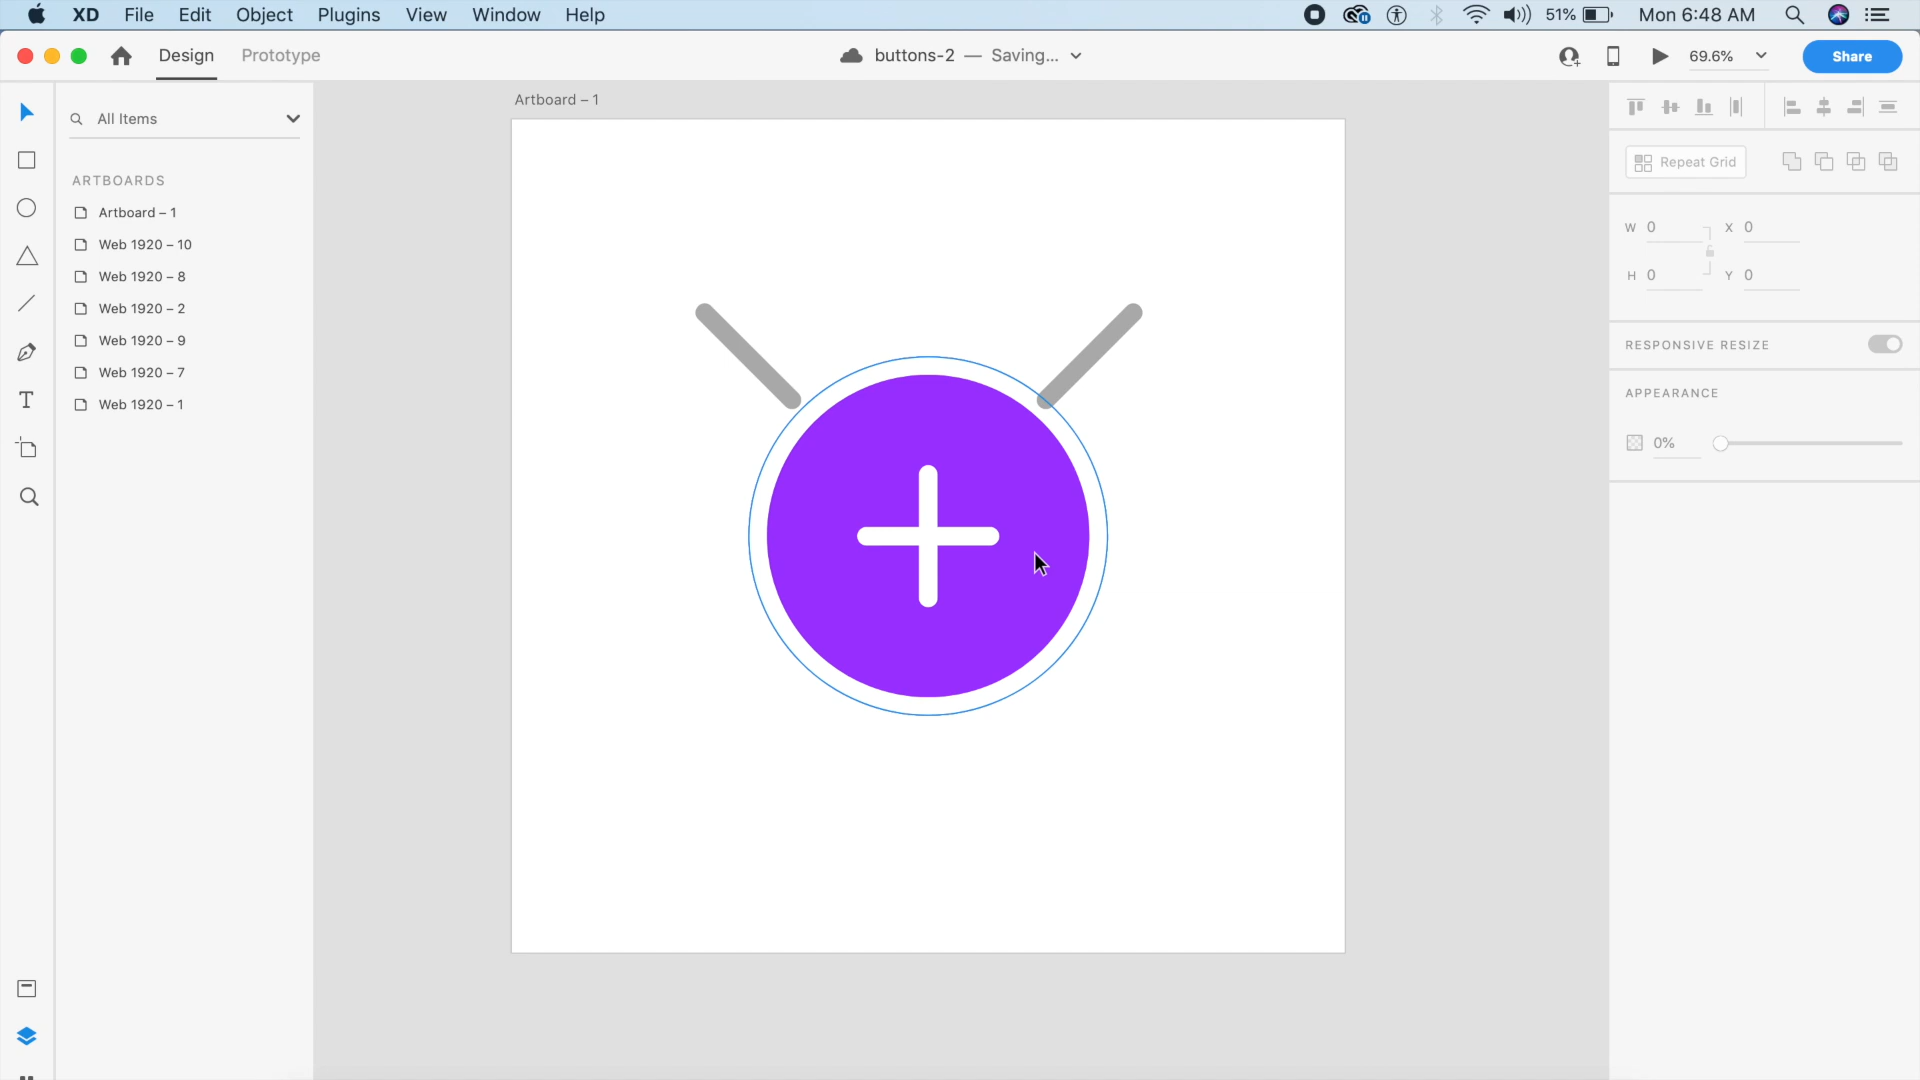 XD File Edit Object Plugins View Window Help 51% Mon 6:48 AM
Design Prototype buttons-2 — Saving... 69.6% Share
All Items
ARTBOARDS
Artboard – 1
Web 1920 – 10
Web 1920 – 8
Web 1920 – 2
Web 1920 – 9
Web 1920 – 7
Web 1920 – 1
T
Artboard – 1
Repeat Grid
W 0 X 0
H 0 Y 0
RESPONSIVE RESIZE
APPEARANCE
0%